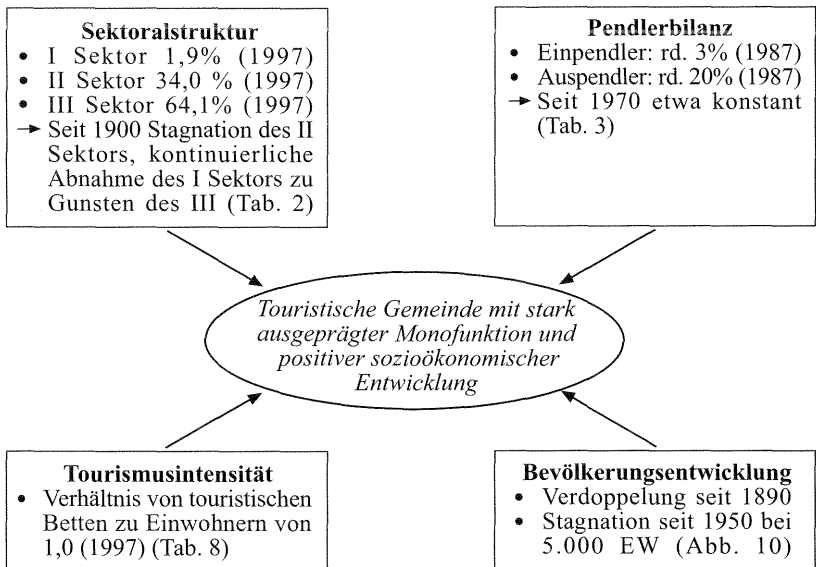 Sektoralstruktur
• I Sektor 1,9% (1997)
• II Sektor 34,0 % (1997)
• III Sektor 64,1% (1997)
→ Seit 1900 Stagnation des II
Sektors, kontinuierliche
Abnahme des I Sektors zu
Gunsten des III (Tab. 2)
Pendlerbilanz
• Einpendler: rd. 3% (1987)
• Auspendler: rd. 20% (1987)
→ Seit 1970 etwa konstant
(Tab. 3)
Touristische Gemeinde mit stark
ausgeprägter Monofunktion und
positiver sozioökonomischer
Entwicklung
Tourismusintensität
• Verhältnis von touristischen
Betten zu Einwohnern von
1,0 (1997) (Tab. 8)
Bevölkerungsentwicklung
• Verdoppelung seit 1890
• Stagnation seit 1950 bei
5.000 EW (Abb. 10)